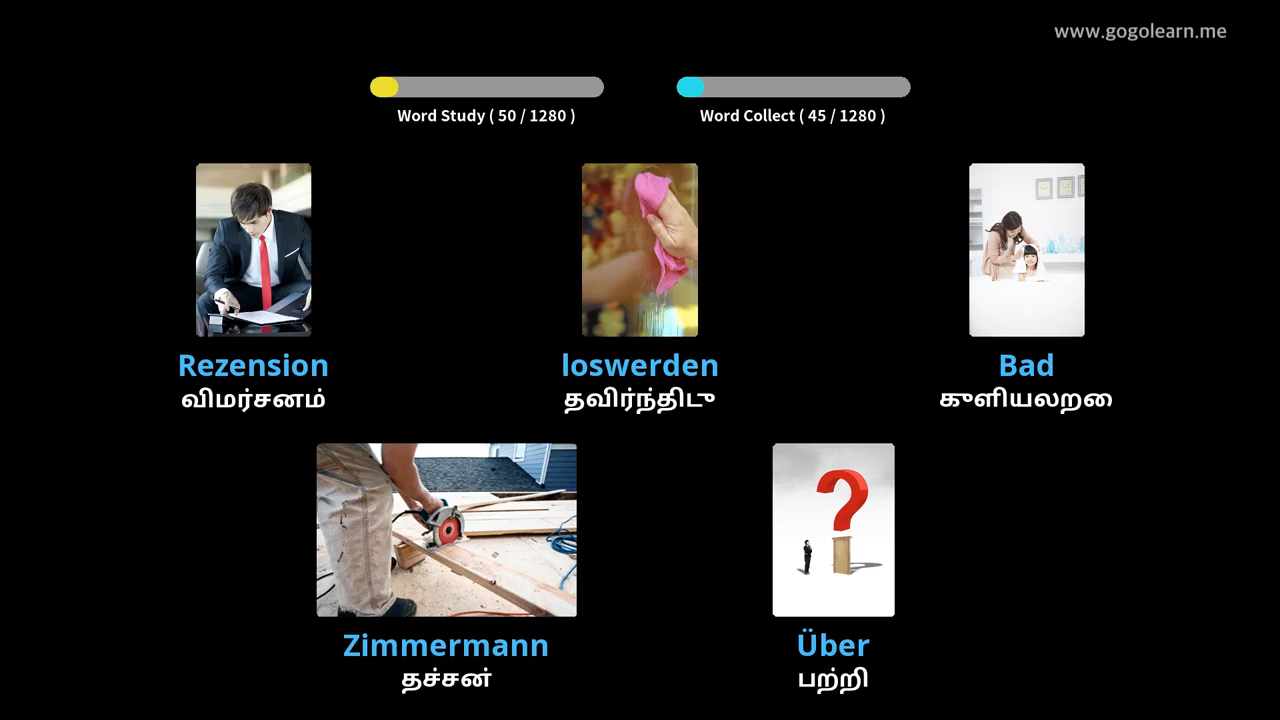 www.gogolearn.me
Word Study ( 50 / 1280 )
Word Collect ( 45 / 1280 )
Rezension
விமர்சனம்
loswerden
தவிர்ந்திடு
Bad
குளியலறை
Zimmermann
தச்சன்
Über
பற்றி